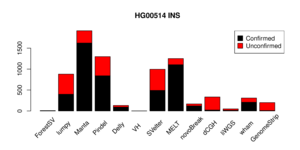 HG00514 INS
Confirmed
Unconfirmed
1500
1000
500
0
ForestSV
lumpy
Manta
Pindel
Delly
VH
SVelter
MELT
novoBreak
dCGH
IWGS
wham
GenomeStrip